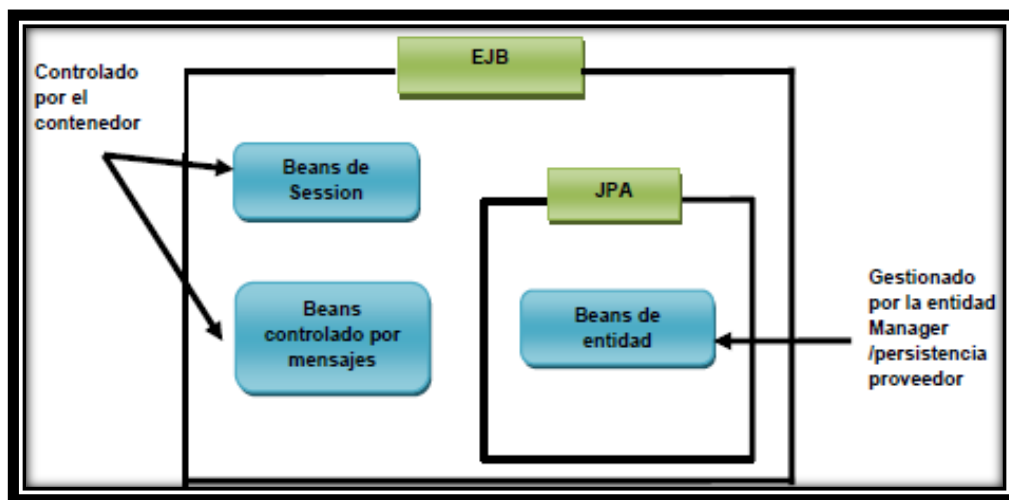 EJB
Controlado
por el
contenedor
Beans de
Session
JPA
Beans
controlado por
mensajes
Beans de
entidad
Gestionado
por la entidad
Manager
/persistencia
proveedor